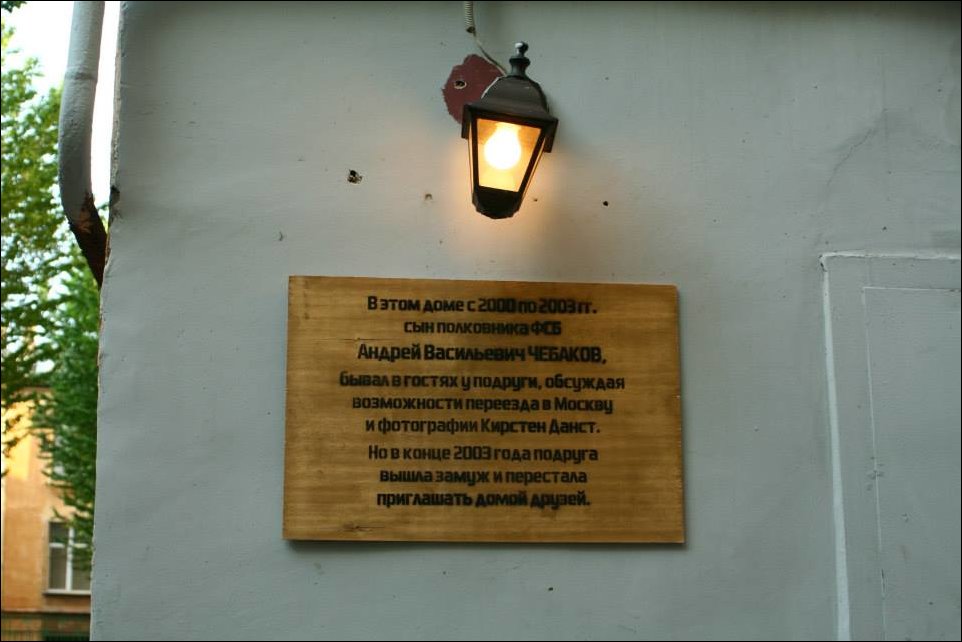 В этом доме с 2000 по 2003 гг.
сын полковника ФСБ
Андрей Васильевич ЧЕБАКОВ,
бывал в гостях у подруги, обсуждая
возможности переезда в Москву
и фотографии Кирстен Данст.
Но в конце 2003 года подруга
вышла замуж и перестала
приглашать домой друзей.